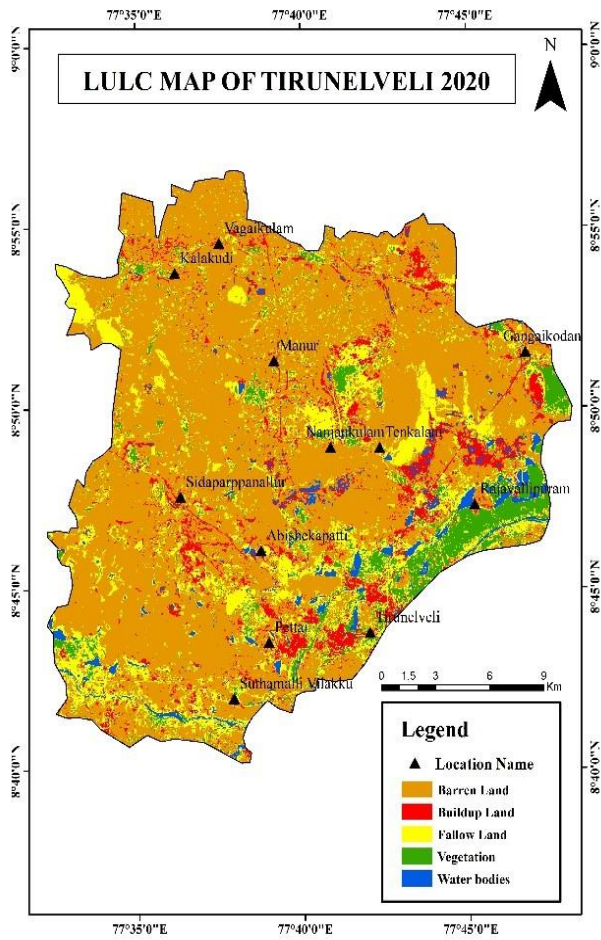 77°35'0"E
77°40'0"E
77°45'0"E
9°0'0"N
9°0'0"N
N
LULC MAP OF TIRUNELVELI 2020
8°55'0"N
8°55'0"N
Vagaikulam
Kalakudi
Manur
Gangaikodan
8°50'0"N
8°50'0"N
Nanjankulam
Tenkalam
Sidaparppanallur
Rajavallipuram
Abishekapatti
8°45'0"N
8°45'0"N
Tirunelveli
Pettai
Suthamalli Vilakku
0 1.5 3 6 9
Km
8°40'0"N
8°40'0"N
Legend
Location Name
Barren Land
Buildup Land
Fallow Land
Vegetation
Water bodies
77°35'0"E
77°40'0"E
77°45'0"E